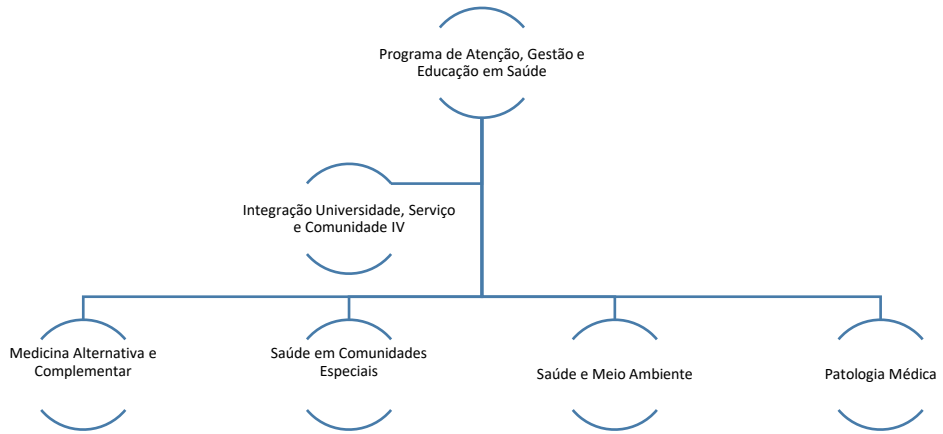 Programa de Atenção, Gestão e
Educação em Saúde
Integração Universidade, Serviço
e Comunidade IV
Medicina Alternativa e
Complementar
Saúde em Comunidades
Especiais
Saúde e Meio Ambiente
Patologia Médica